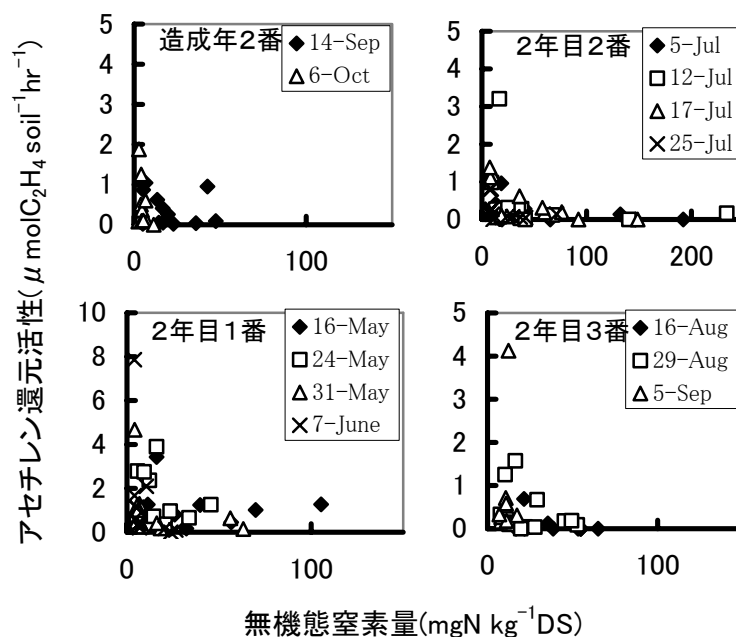 アセチレン還元活性(μmolC₂H₄ soil⁻¹hr⁻¹)
5
4
3
2
1
0
造成年2番
14-Sep
6-Oct
0
100
5
4
3
2
1
0
2年目2番
5-Jul
12-Jul
17-Jul
25-Jul
0
100
200
10
8
6
4
2
0
2年目1番
16-May
24-May
31-May
7-June
0
100
5
4
3
2
1
0
2年目3番
16-Aug
29-Aug
5-Sep
0
100
無機態窒素量(mgN kg⁻¹DS)